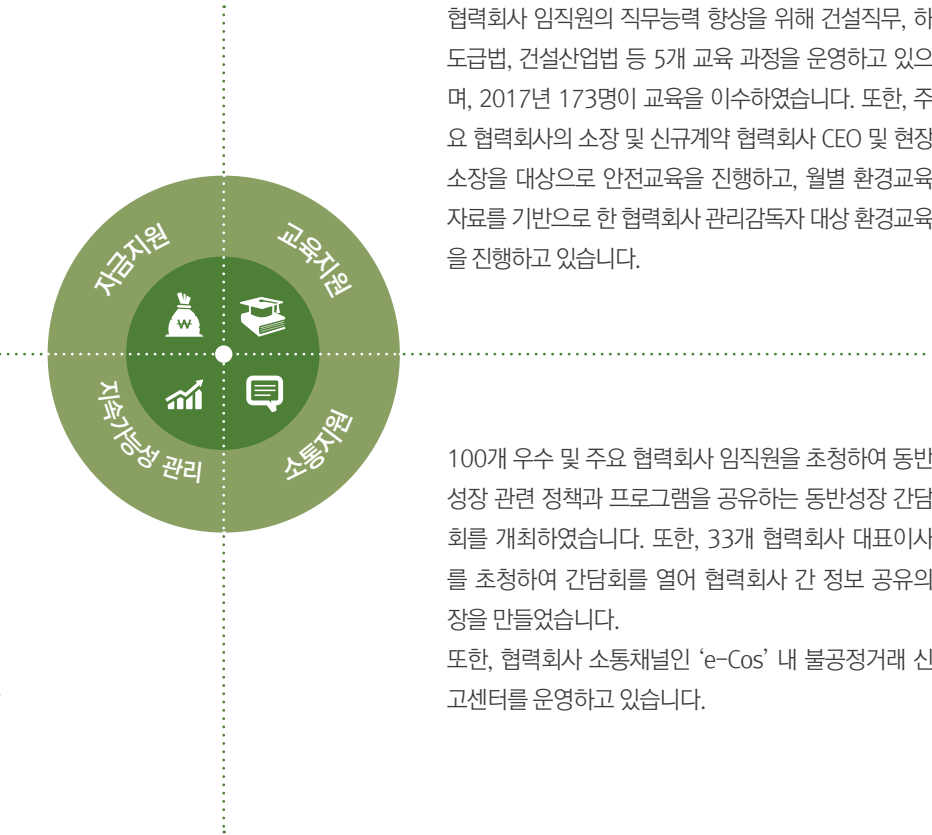 협력회사 임직원의 직무능력 향상을 위해 건설직무, 하
도급법, 건설산업법 등 5개 교육 과정을 운영하고 있으
며, 2017년 173명이 교육을 이수하였습니다. 또한, 주
요 협력회사의 소장 및 신규계약 협력회사 CEO 및 현장
소장을 대상으로 안전교육을 진행하고, 월별 환경교육
자료를 기반으로 한 협력회사 관리감독자 대상 환경교육
을 진행하고 있습니다.
자금지원
교육지원
₩
지속가능성 관리
소통지원
100개 우수 및 주요 협력회사 임직원을 초청하여 동반
성장 관련 정책과 프로그램을 공유하는 동반성장 간담
회를 개최하였습니다. 또한, 33개 협력회사 대표이사
를 초청하여 간담회를 열어 협력회사 간 정보 공유의
장을 만들었습니다.
또한, 협력회사 소통채널인 ‘e-Cos’ 내 불공정거래 신
고센터를 운영하고 있습니다.